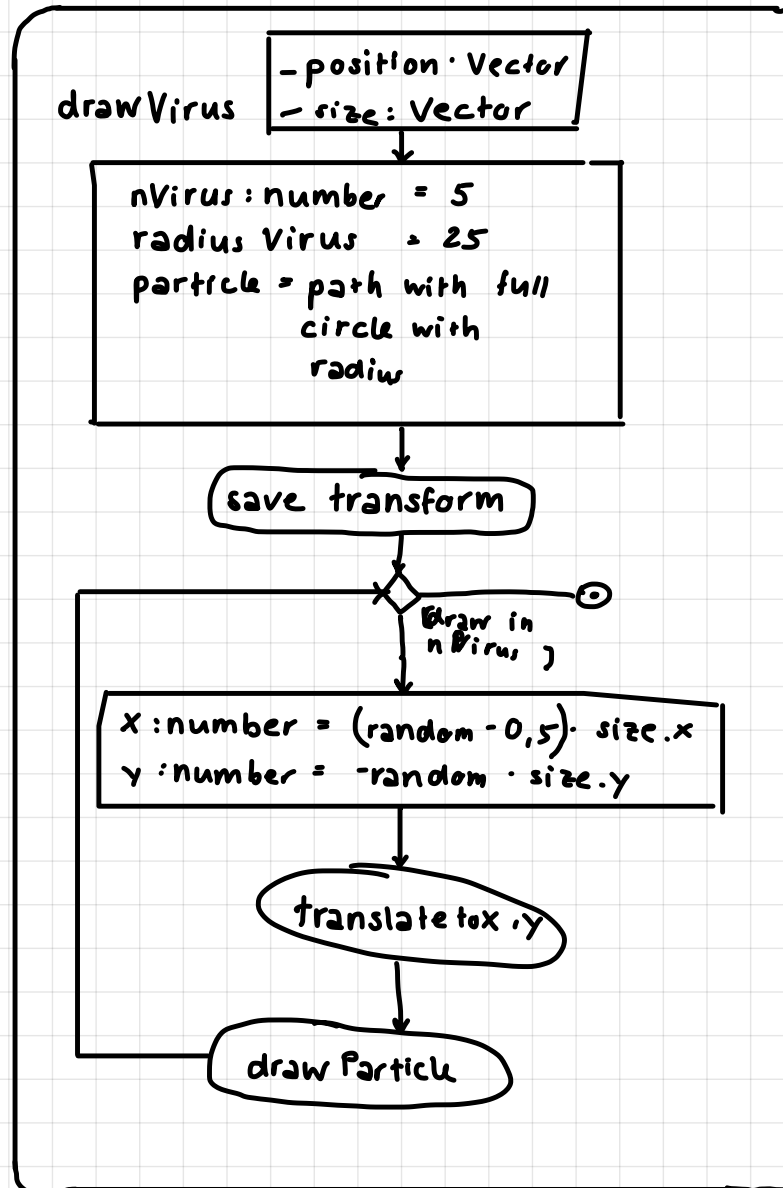 - position · Vector
drawVirus
- size: Vector
nVirus: number = 5
radius Virus = 25
particle = path with full
circle with
radius
save transform
[draw in
nVirus ]
x :number = (random - 0,5) · size.x
y :number = -random · size.y
translate to x , y
draw Particle